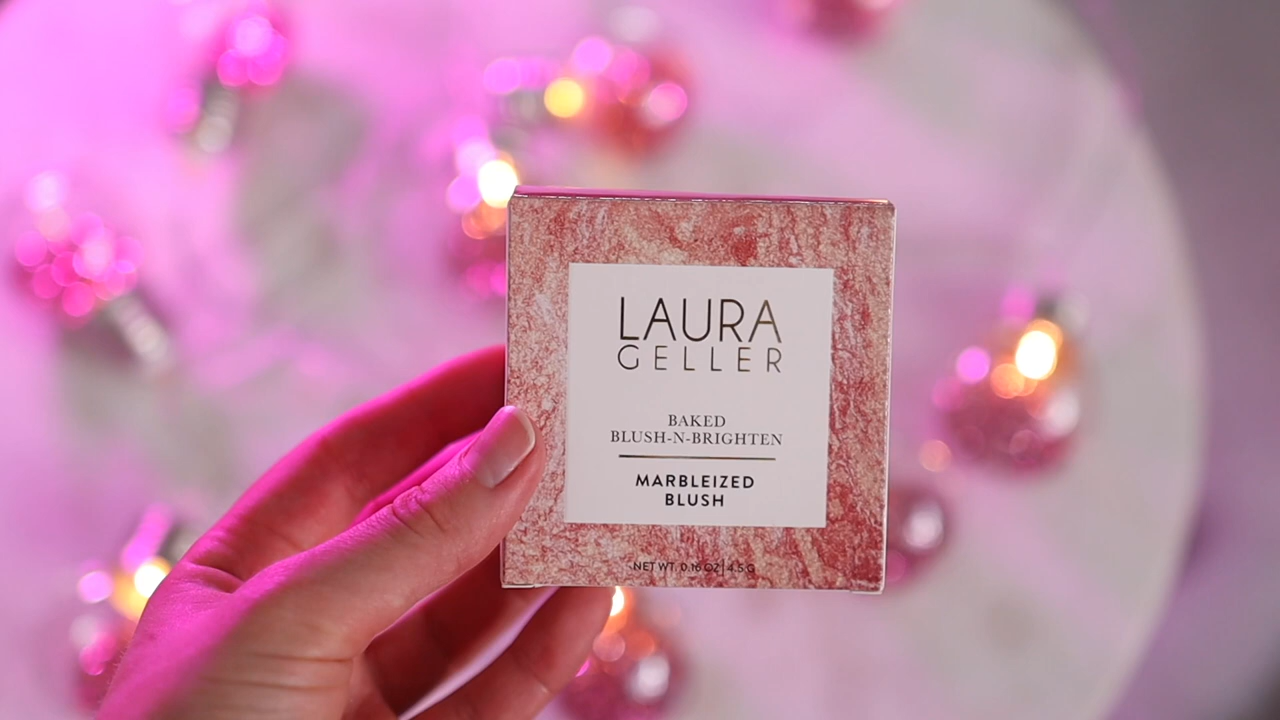 LAURA
GELLER
BAKED
BLUSH-N-BRIGHTEN
MARBLEIZED
BLUSH
NET WT. 0.16 OZ | 4.5 G